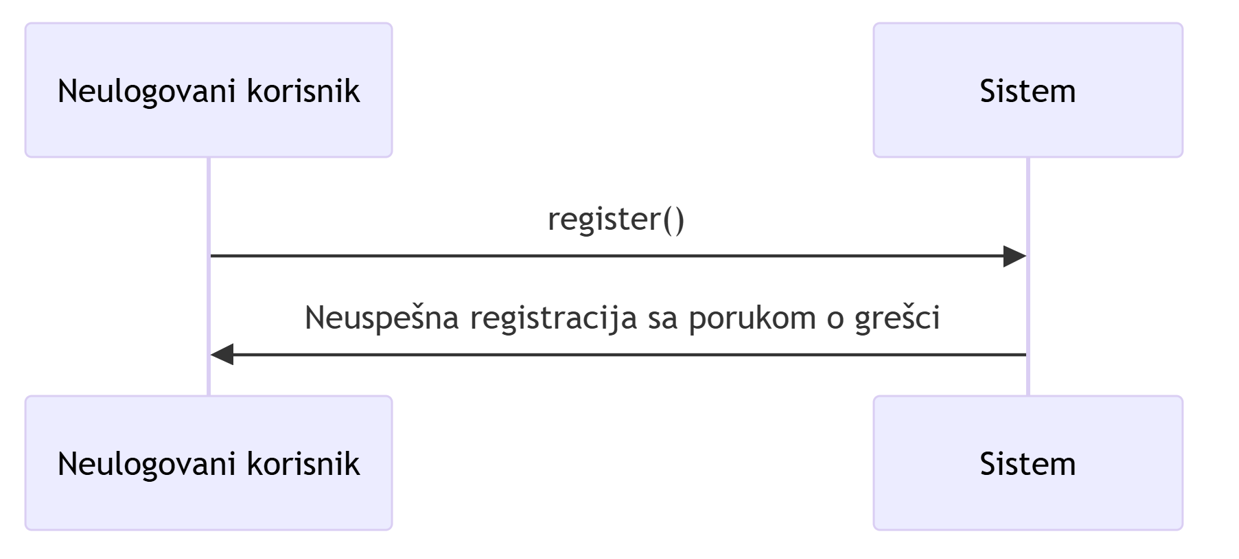 Neulogovani korisnik
Sistem
register()
Neuspešna registracija sa porukom o grešci
Neulogovani korisnik
Sistem